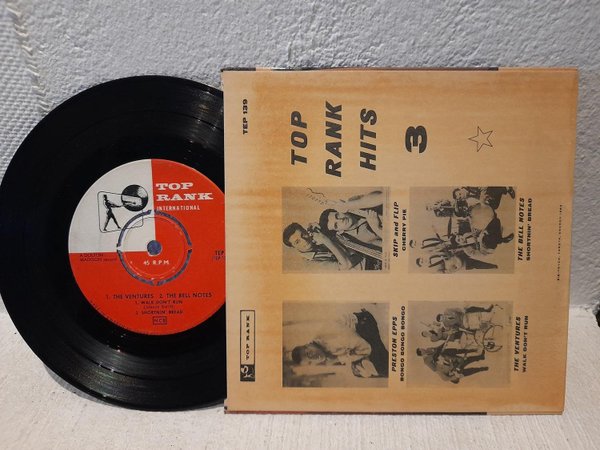 TOP
RANK
INTERNATIONAL
45 R.P.M.
1. THE VENTURES 2. THE BELL NOTES
1. WALK DON'T RUN
2. SHORTNIN' BREAD
NCB
TEP 139
TOP
RANK
HITS
3
SKIP and FLIP
CHERRY PIE
THE BELL NOTES
SHORTNIN' BREAD
PRESTON EPPS
BONGO BONGO BONGO
THE VENTURES
WALK DON'T RUN
TOP RANK